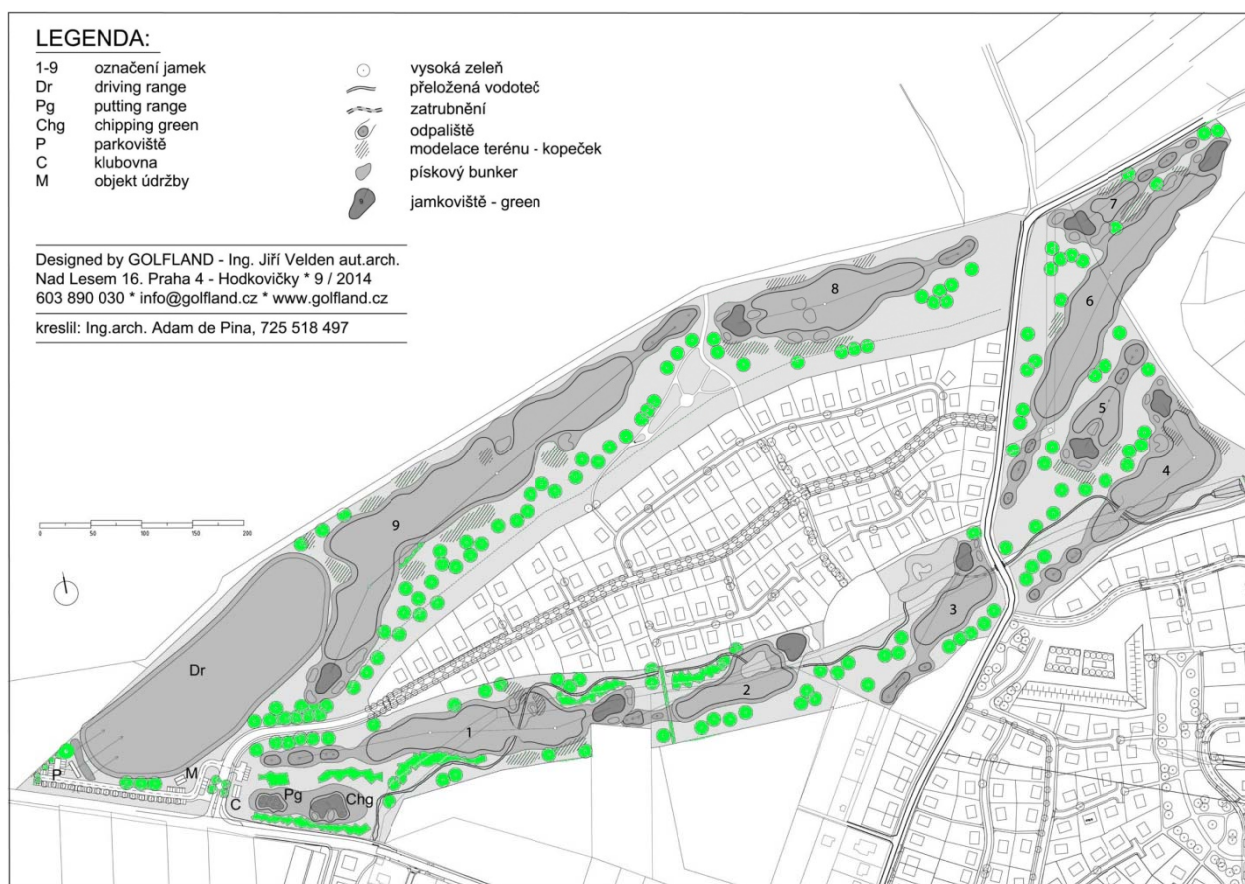 LEGENDA:
1-9 označení jamek
Dr driving range
Pg putting range
Chg chipping green
P parkoviště
C klubovna
M objekt údržby
vysoká zeleň
přeložená vodoteč
zatrubnění
odpaliště
modelace terénu - kopeček
pískový bunker
9 jamkoviště - green
Designed by GOLFLAND - Ing. Jiří Velden aut.arch.
Nad Lesem 16. Praha 4 - Hodkovičky * 9 / 2014
603 890 030 * info@golfland.cz * www.golfland.cz
kreslil: Ing.arch. Adam de Pina, 725 518 497
7
8
6
5
4
9
0 50 100 150 200
3
Dr
2
1
P
M
C
Pg
Chg